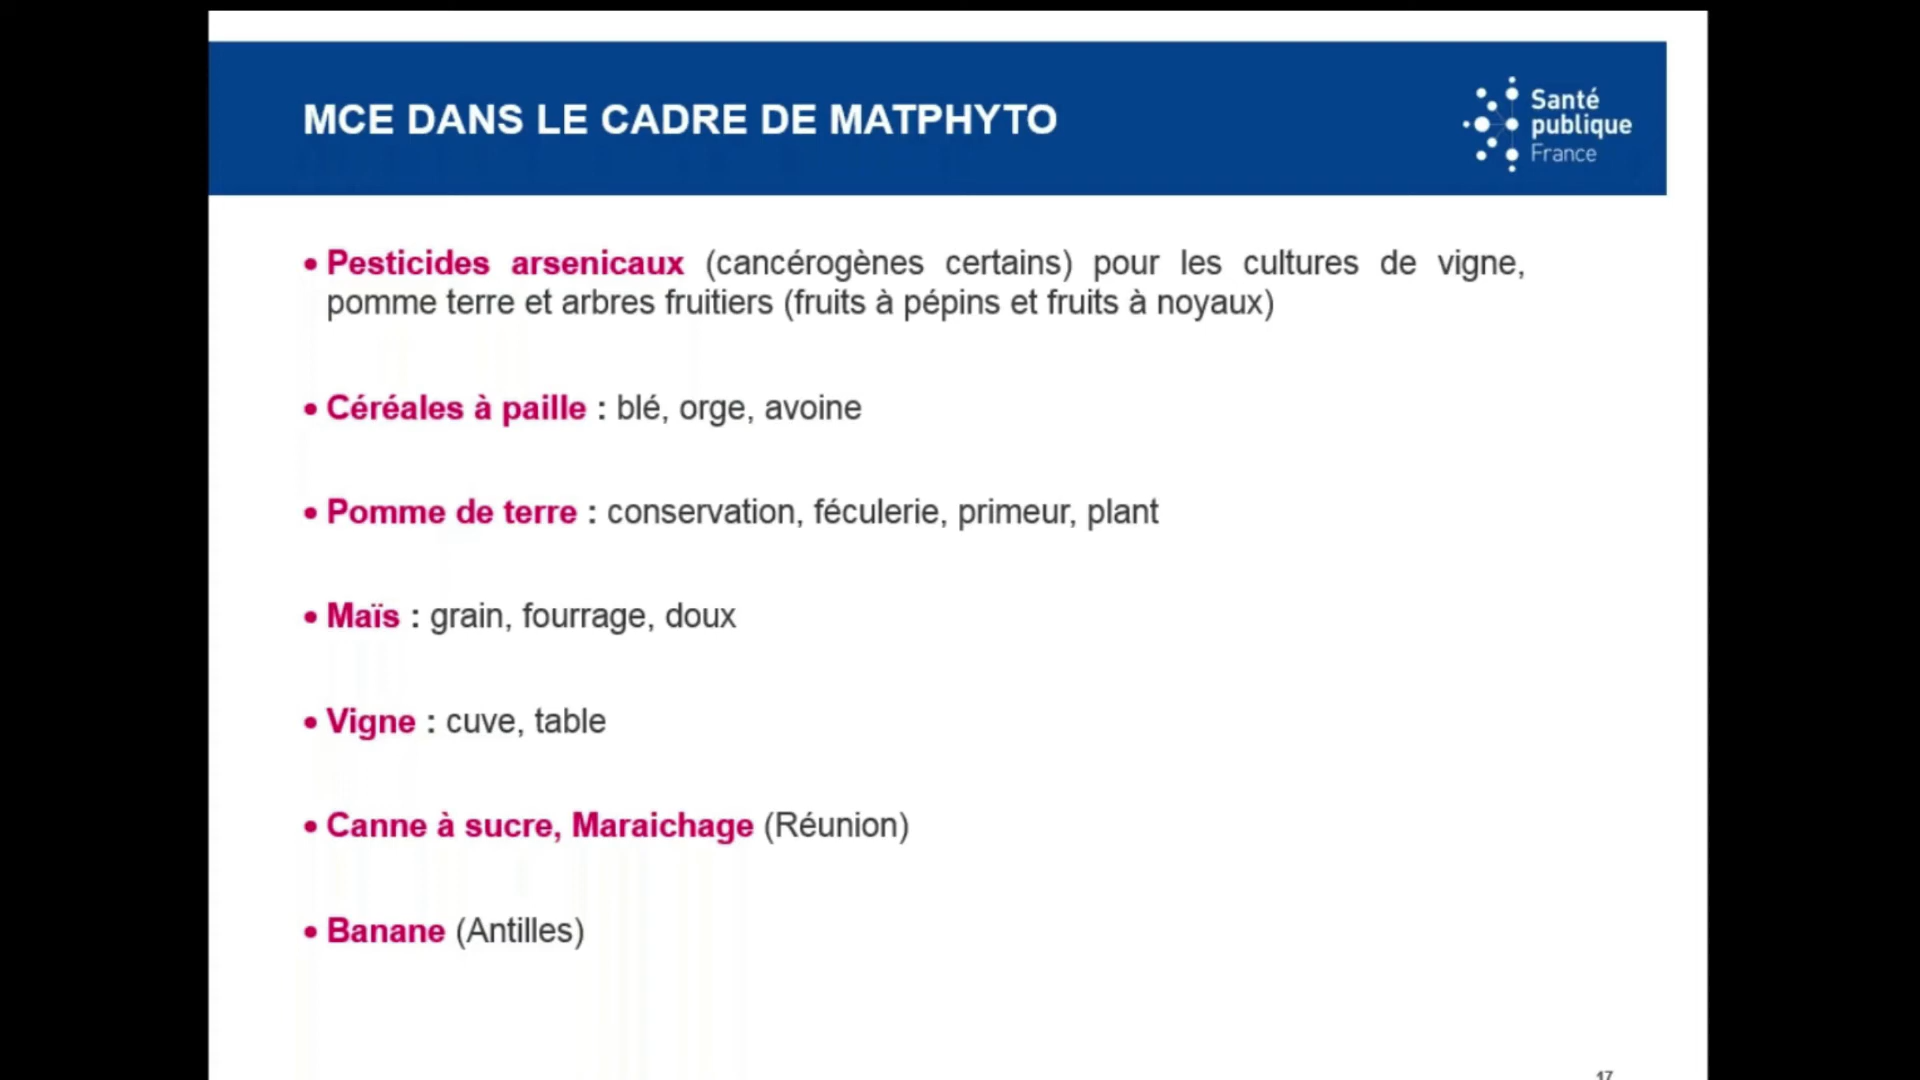 MCE DANS LE CADRE DE MATPHYTO
Santé
publique
France
• Pesticides arsenicaux (cancérogènes certains) pour les cultures de vigne,
pomme terre et arbres fruitiers (fruits à pépins et fruits à noyaux)
• Céréales à paille : blé, orge, avoine
• Pomme de terre : conservation, féculerie, primeur, plant
• Maïs : grain, fourrage, doux
• Vigne : cuve, table
• Canne à sucre, Maraichage (Réunion)
• Banane (Antilles)
17